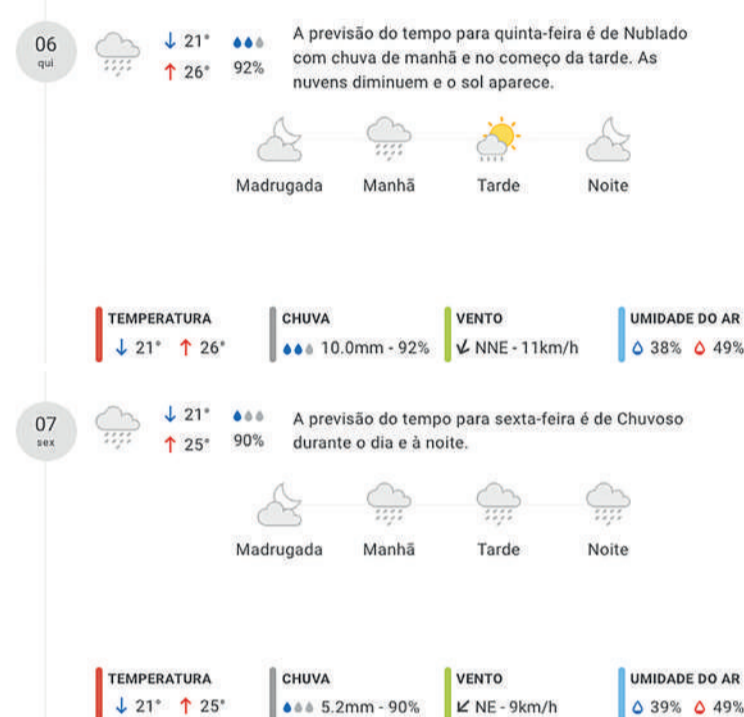 06
qui
↓ 21°
↑ 26°
92%
A previsão do tempo para quinta-feira é de Nublado
com chuva de manhã e no começo da tarde. As
nuvens diminuem e o sol aparece.
Madrugada Manhã Tarde Noite
TEMPERATURA CHUVA VENTO UMIDADE DO AR
↓ 21° ↑ 26° 10.0mm - 92% NNE - 11km/h 38% 49%
07
sex
↓ 21°
↑ 25°
90%
A previsão do tempo para sexta-feira é de Chuvoso
durante o dia e à noite.
Madrugada Manhã Tarde Noite
TEMPERATURA CHUVA VENTO UMIDADE DO AR
↓ 21° ↑ 25° 5.2mm - 90% NE - 9km/h 39% 49%